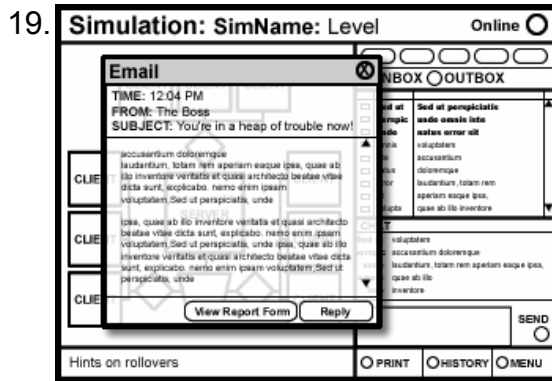 19.
Simulation: SimName: Level
Online
Email
NBOX
OUTBOX
TIME: 12:04 PM
FROM: The Boss
SUBJECT: You're in a heap of trouble now!
accusantium doloremque
laudantium, totam rem aperiam eaque ipsa, quae ab
illo inventore veritatis et quasi architecto beatae vitae
dicta sunt, explicabo. nemo enim ipsam
voluptatem,Sed ut perspiciatis, unde
ipsa, quae ab illo inventore veritatis et quasi architecto
beatae vitae dicta sunt, explicabo. nemo enim ipsam
voluptatem,Sed ut perspiciatis, unde ipsa, quae ab illo
inventore veritatis et quasi architecto beatae vitae dicta
sunt, explicabo. nemo enim ipsam voluptatem,Sed ut
perspiciatis, unde
View Report Form
Reply
CLIE
CLIE
CLIE
SERVER
Sed ut perspiciatis
unde omnis iste
natus error sit
voluptatem
accusantium
doloremque
laudantium, totam rem
aperiam eaque ipsa,
quae ab illo inventore
CHAT
voluptatem
accusantium doloremque
laudantium, totam rem aperiam eaque ipsa,
quae ab illo
inventore
SEND
Hints on rollovers
PRINT
HISTORY
MENU